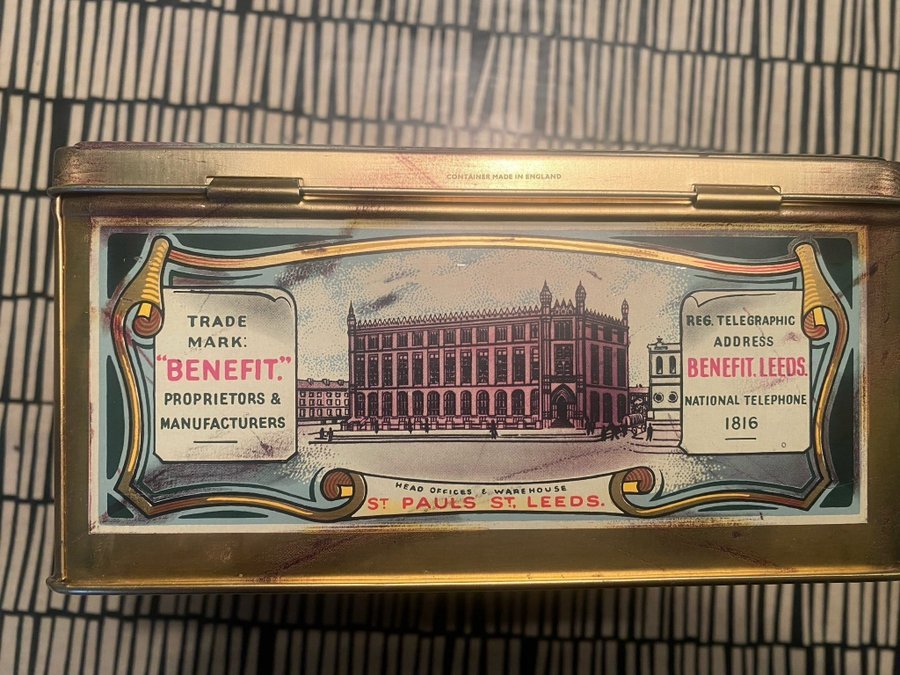 CONTAINER MADE IN ENGLAND
TRADE
MARK:
"BENEFIT."
PROPRIETORS &
MANUFACTURERS
REG. TELEGRAPHIC
ADDRESS
BENEFIT. LEEDS.
NATIONAL TELEPHONE
1816
HEAD OFFICES & WAREHOUSE
ST PAULS ST, LEEDS.